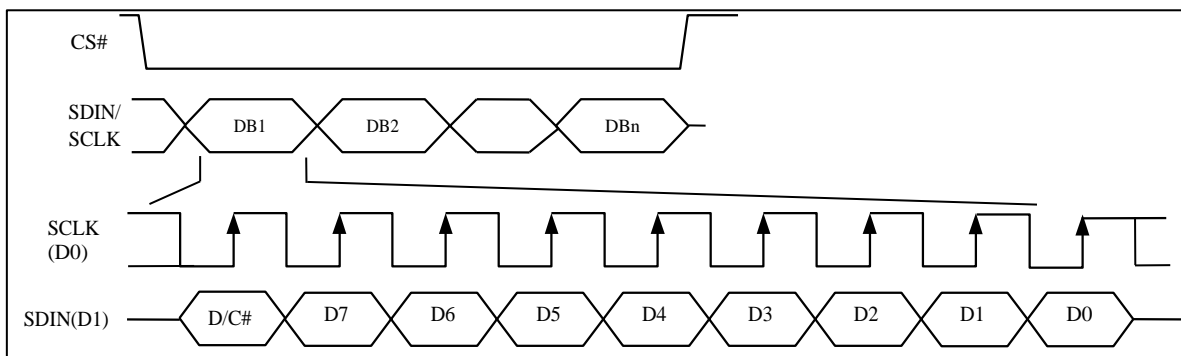 CS#
SDIN/
SCLK
DB1 DB2 DBn
SCLK
(D0)
SDIN(D1) D/C# D7 D6 D5 D4 D3 D2 D1 D0